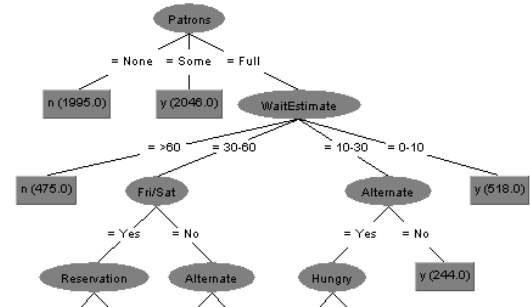 Patrons
= None = Some = Full
n (1995.0) y (2046.0) WaitEstimate
= >60 = 30-60 = 10-30 = 0-10
n (475.0) Fri/Sat Alternate y (518.0)
= Yes = No = Yes = No
Reservation Alternate Hungry y (244.0)